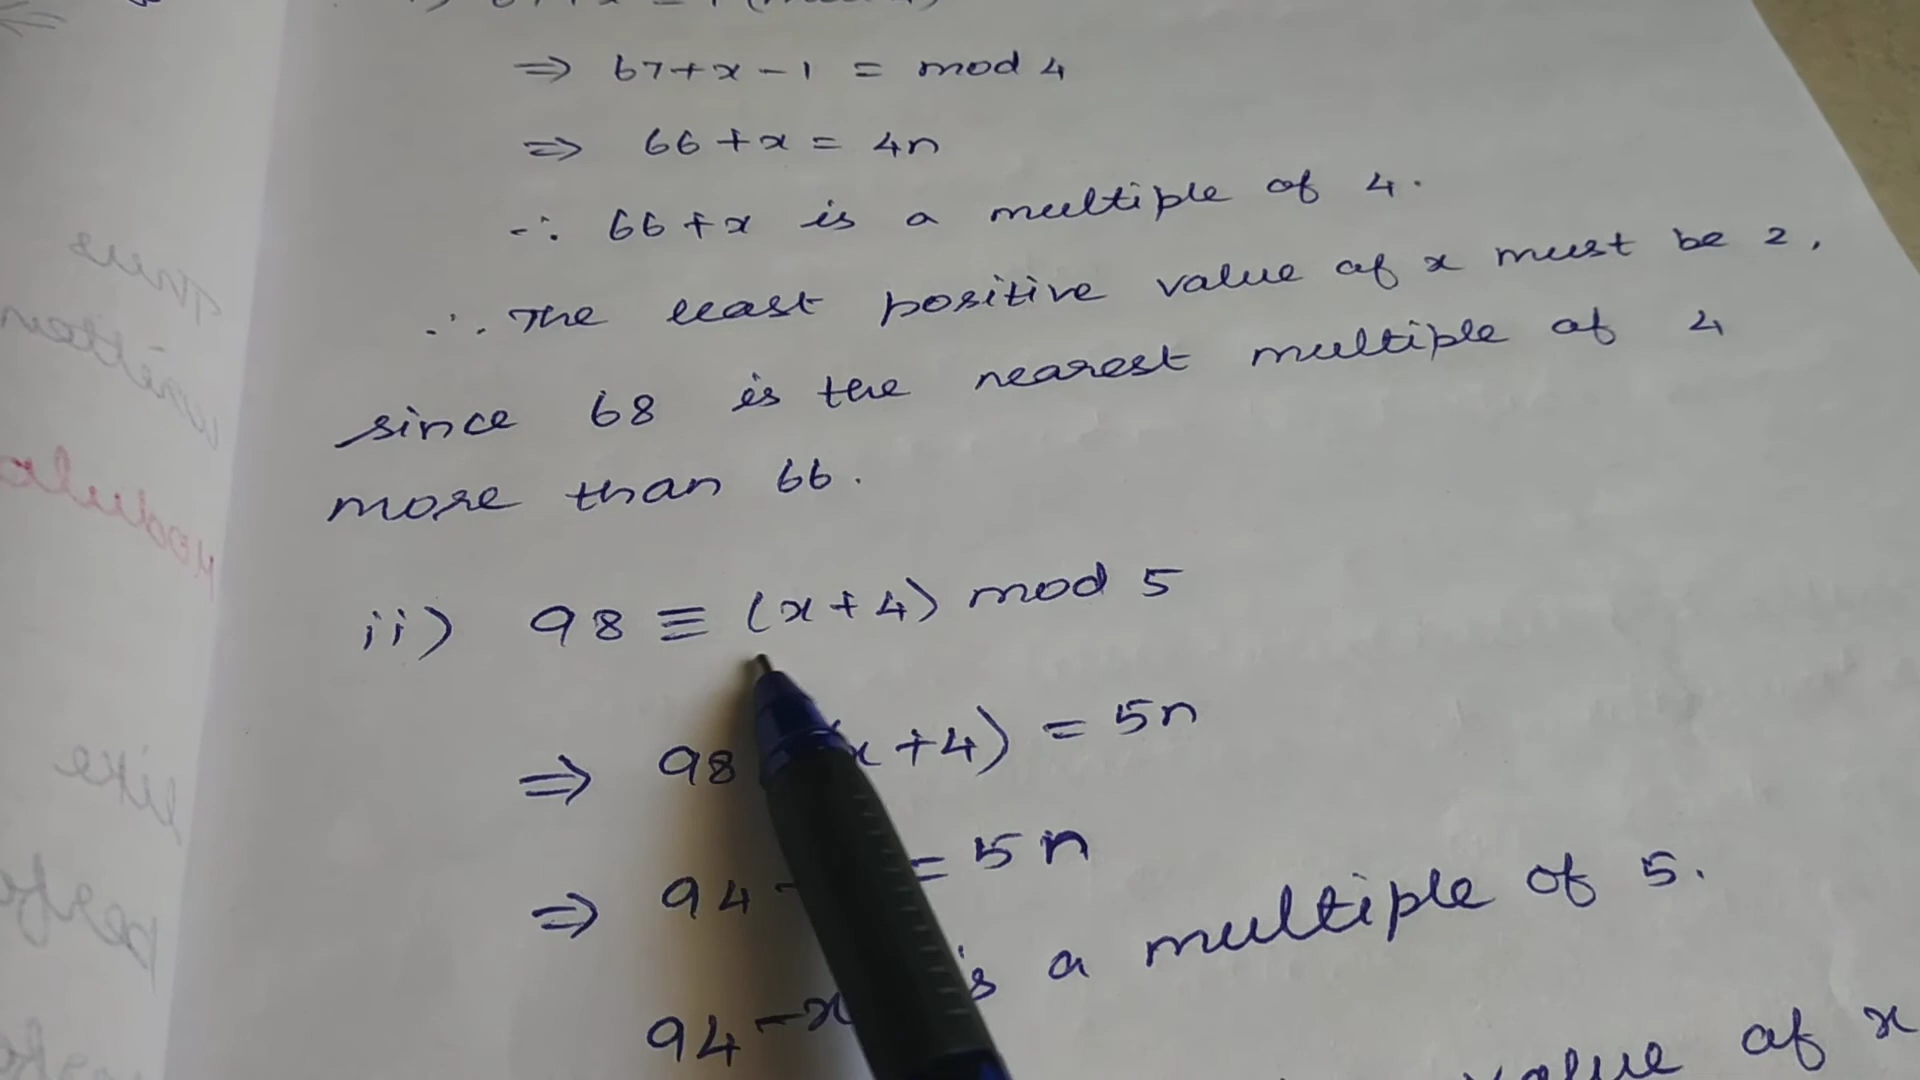 ⇒ 67+x-1 = mod 4
⇒ 66+x = 4n
∴ 66+x is a multiple of 4.
∴ The least positive value of x must be 2,
since 68 is the nearest multiple of 4
more than 66.
ii) 98 ≡ (x+4) mod 5
⇒ 98 x+4) = 5n
⇒ 94 - = 5n
94-x is a multiple of 5.
value of x